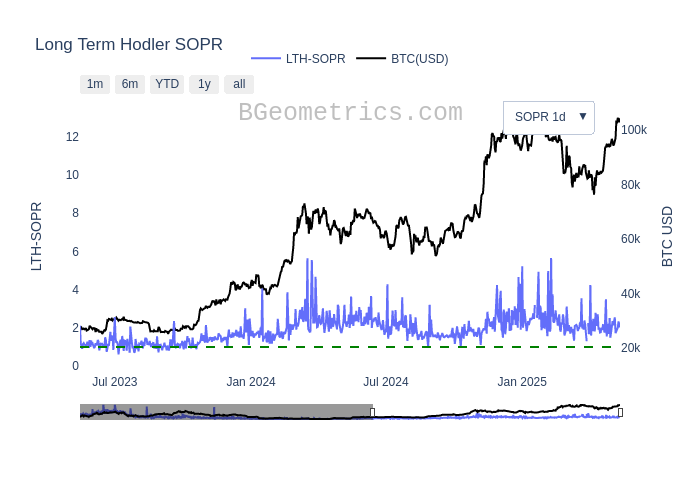 Long Term Hodler SOPR
LTH-SOPR BTC(USD)
1m 6m YTD 1y all
BGeometrics.com
SOPR 1d ▼
12
10
8
6
4
2
0
LTH-SOPR
100k
80k
60k
40k
20k
BTC USD
Jul 2023 Jan 2024 Jul 2024 Jan 2025